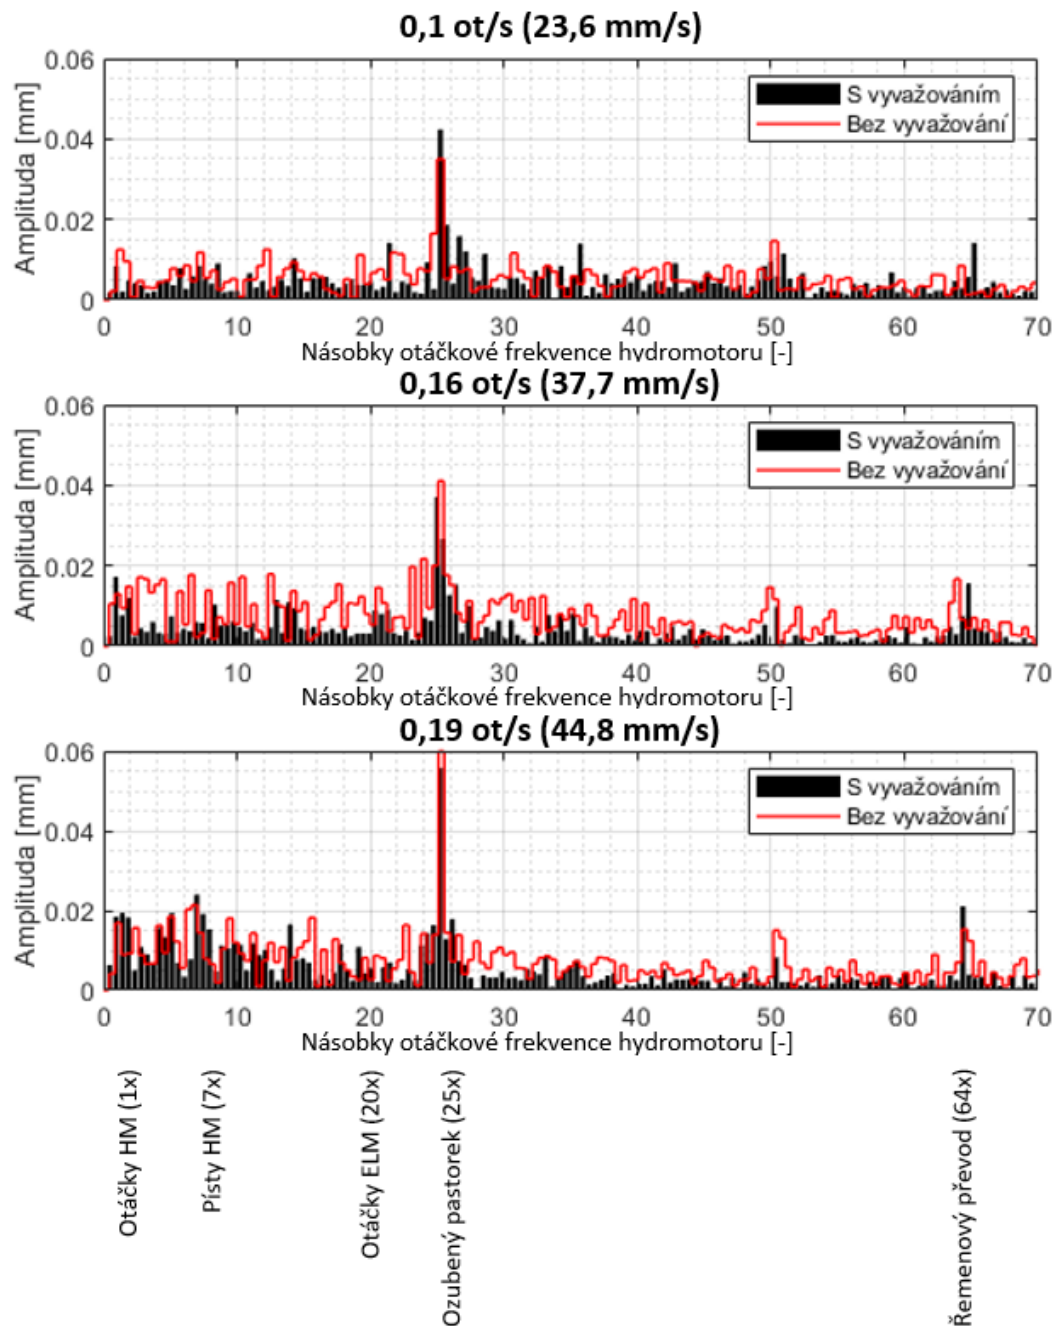 0,1 ot/s (23,6 mm/s)
Amplituda [mm]
0.06
0.04
0.02
0
S vyvažováním
Bez vyvažování
0 10 20 30 40 50 60 70
Násobky otáčkové frekvence hydromotoru [-]
0,16 ot/s (37,7 mm/s)
Amplituda [mm]
0.06
0.04
0.02
0
S vyvažováním
Bez vyvažování
0 10 20 30 40 50 60 70
Násobky otáčkové frekvence hydromotoru [-]
0,19 ot/s (44,8 mm/s)
Amplituda [mm]
0.06
0.04
0.02
0
S vyvažováním
Bez vyvažování
0 10 20 30 40 50 60 70
Násobky otáčkové frekvence hydromotoru [-]
Otáčky HM (1x)
Písty HM (7x)
Otáčky ELM (20x)
Ozubený pastorek (25x)
Řemenový převod (64x)